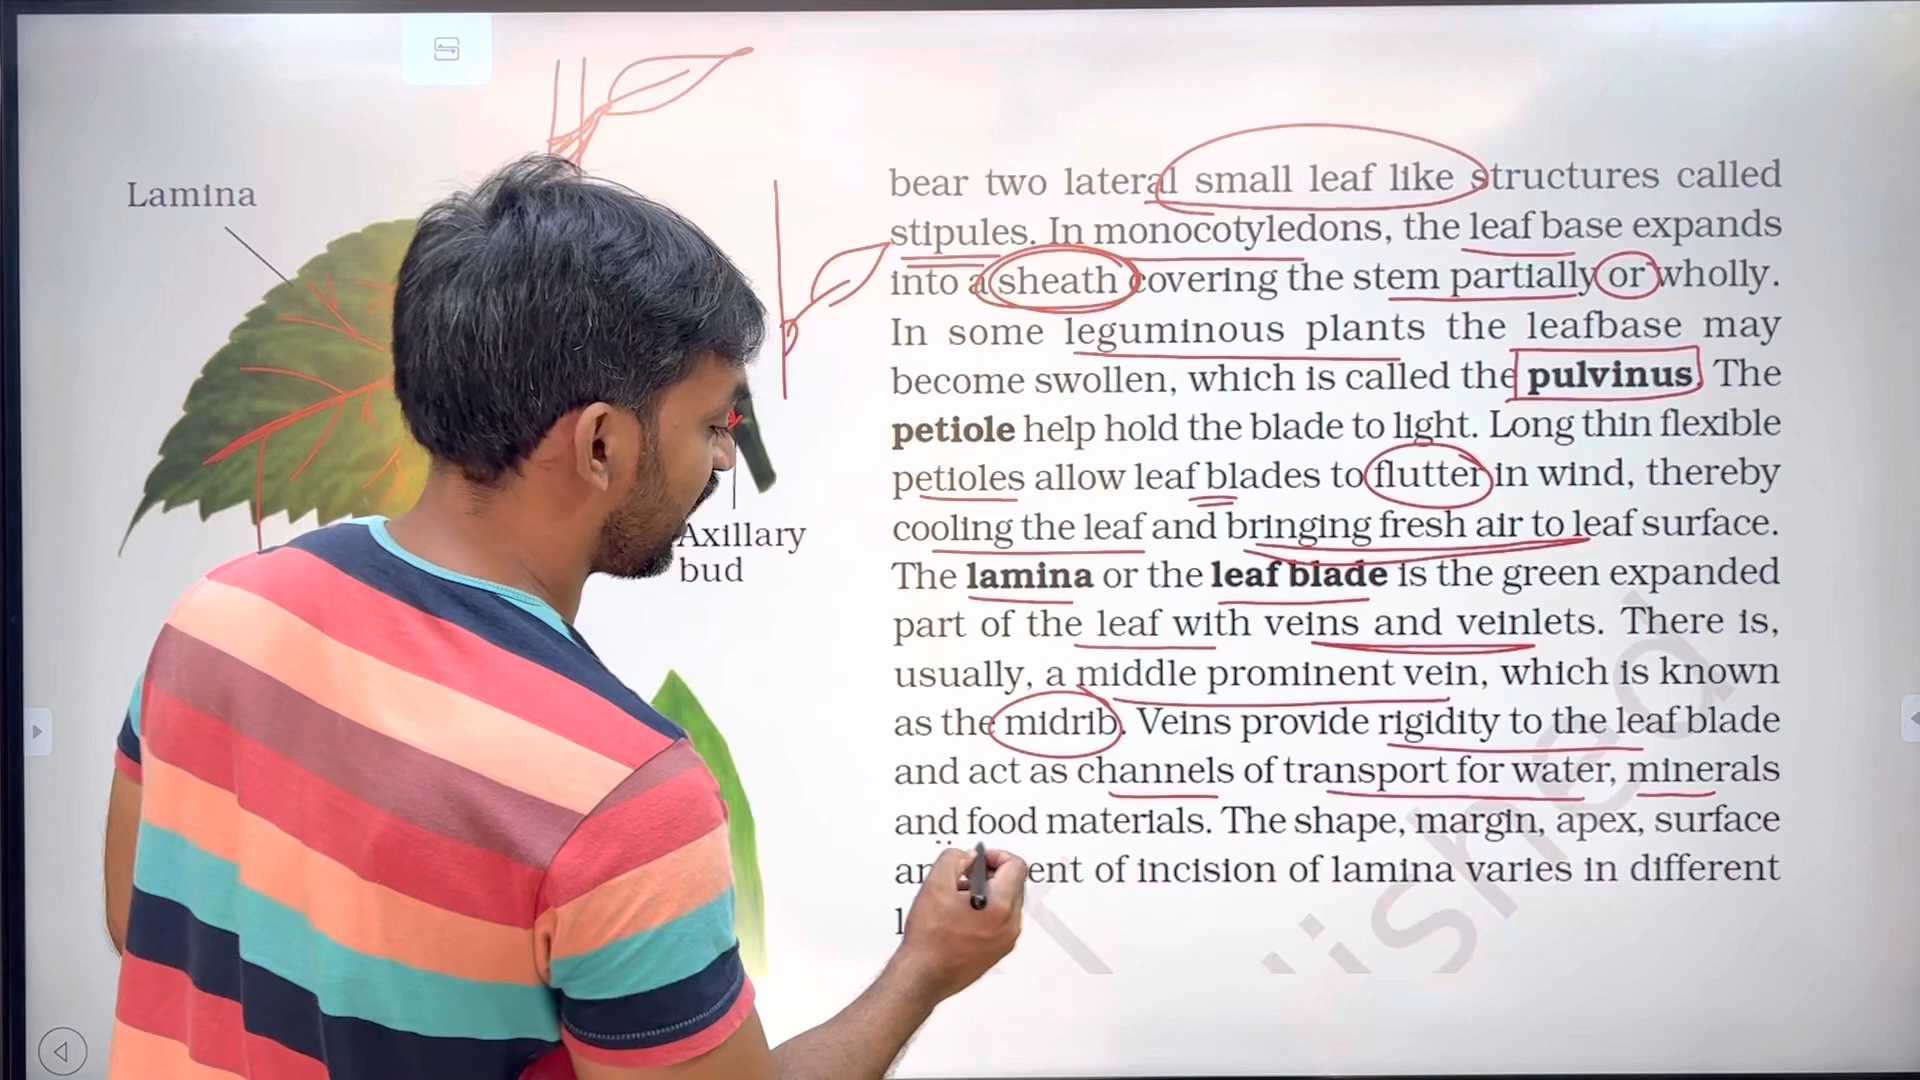 Lamina
Axillary
bud
bear two lateral small leaf like structures called
stipules. In monocotyledons, the leaf base expands
into a sheath covering the stem partially or wholly.
In some leguminous plants the leafbase may
become swollen, which is called the pulvinus. The
petiole help hold the blade to light. Long thin flexible
petioles allow leaf blades to flutter in wind, thereby
cooling the leaf and bringing fresh air to leaf surface.
The lamina or the leaf blade is the green expanded
part of the leaf with veins and veinlets. There is,
usually, a middle prominent vein, which is known
as the midrib. Veins provide rigidity to the leaf blade
and act as channels of transport for water, minerals
and food materials. The shape, margin, apex, surface
of incision of lamina varies in different